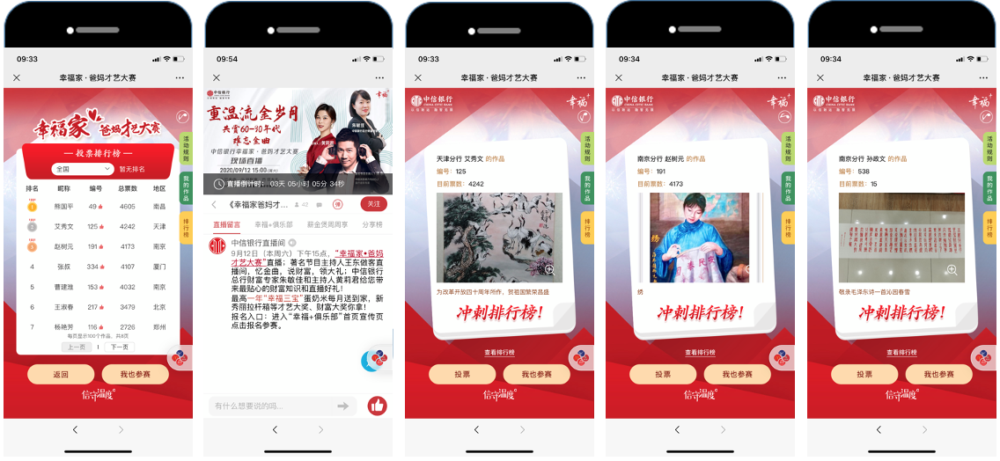 09:33
幸福家·爸妈才艺大赛
幸福家 爸妈才艺大赛
投票排行榜
全国
暂无排名
活动规则
我的作品
排行榜
排名 昵称 编号 总票数 地区
熊国平 49 4605 南昌
艾秀文 125 4242 天津
赵树元 191 4173 南京
4 张叔 334 4107 厦门
5 曹建淮 153 4032 南京
6 王淑春 217 3479 北京
7 杨艳芳 116 2726 郑州
每页显示100个作品，共8页
上一页 1 下一页
返回
我也参赛
信守温度
09:54
幸福家·爸妈才艺大赛
中信银行
幸福+
重温流金岁月
共赏60-90年代
难忘金曲
中信银行幸福家·爸妈才艺大赛
现场直播
2020/09/12 15:00(周六)
直播倒计时： 03天 05小时 05分 34秒
《幸福家爸妈才...
42
弹
关注
直播留言 幸福+俱乐部 薪金煲周周享 分享榜
中信银行直播间
9月12日（本周六）下午15点，“幸福家•爸妈
才艺大赛”直播；著名节目主持人王东做客直
播间，忆金曲，说财富，领大礼；中信银行
总行财富专家朱敏佳和主持人黄莉君给您带
来最贴心的财富知识和直播好礼！
最高一年“幸福三宝”蛋奶米每月送到家，新
秀丽拉杆箱等才艺大奖、财富大奖你拿！
报名入口：进入“幸福+俱乐部”首页宣传页
点击报名参赛。
有什么想要说的吗...
09:33
幸福家·爸妈才艺大赛
中信银行
幸福+
活动规则
我的作品
排行榜
天津分行 艾秀文 的作品
编号：125
目前票数：4242
为改革开放四十周年所作，贺祖国繁荣昌盛
冲刺排行榜!
查看排行榜
投票
我也参赛
信守温度
09:34
幸福家·爸妈才艺大赛
中信银行
幸福+
活动规则
我的作品
排行榜
南京分行 赵树元 的作品
编号：191
目前票数：4173
绣
绣
冲刺排行榜!
查看排行榜
投票
我也参赛
信守温度
09:34
幸福家·爸妈才艺大赛
中信银行
幸福+
活动规则
我的作品
排行榜
南京分行 孙政文 的作品
编号：538
目前票数：15
敬录毛泽东诗一首沁园春雪
冲刺排行榜!
查看排行榜
投票
我也参赛
信守温度